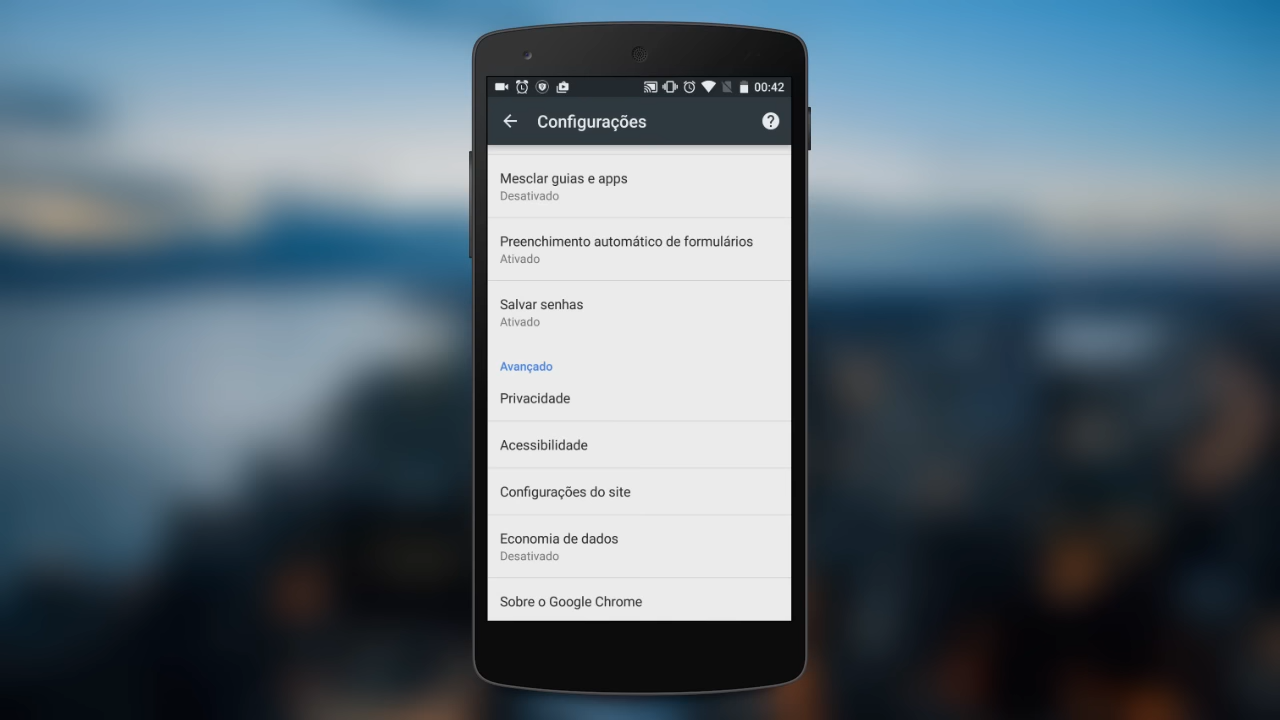 00:42
Configurações
Mesclar guias e apps
Desativado
Preenchimento automático de formulários
Ativado
Salvar senhas
Ativado
Avançado
Privacidade
Acessibilidade
Configurações do site
Economia de dados
Desativado
Sobre o Google Chrome